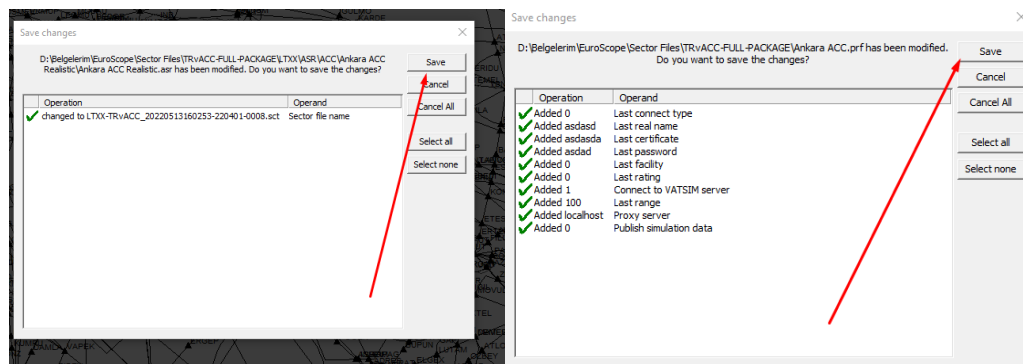 Save changes
D:\Belgelerim\EuroScope\Sector Files\TRvACC-FULL-PACKAGE\LTXX\ASR\ACC\Ankara ACC
Realistic\Ankara ACC Realistic.asr has been modified. Do you want to save the changes?
Save
Cancel
Cancel All
Select all
Select none
Operation Operand
changed to LTXX-TRvACC_20220513160253-220401-0008.sct Sector file name
Save changes
D:\Belgelerim\EuroScope\Sector Files\TRvACC-FULL-PACKAGE\Ankara ACC.prf has been modified.
Do you want to save the changes?
Save
Cancel
Cancel All
Select all
Select none
Operation Operand
Added 0 Last connect type
Added asdasd Last real name
Added asdasda Last certificate
Added asdad Last password
Added 0 Last facility
Added 0 Last rating
Added 1 Connect to VATSIM server
Added 100 Last range
Added localhost Proxy server
Added 0 Publish simulation data